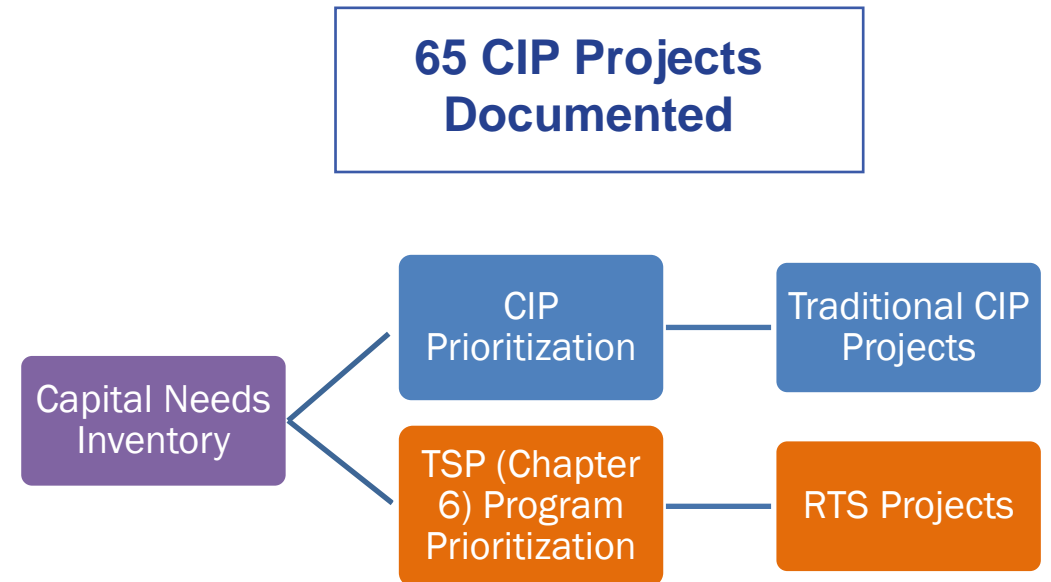 65 CIP Projects
Documented
CIP
Prioritization
Traditional CIP
Projects
Capital Needs
Inventory
TSP (Chapter
6) Program
Prioritization
RTS Projects